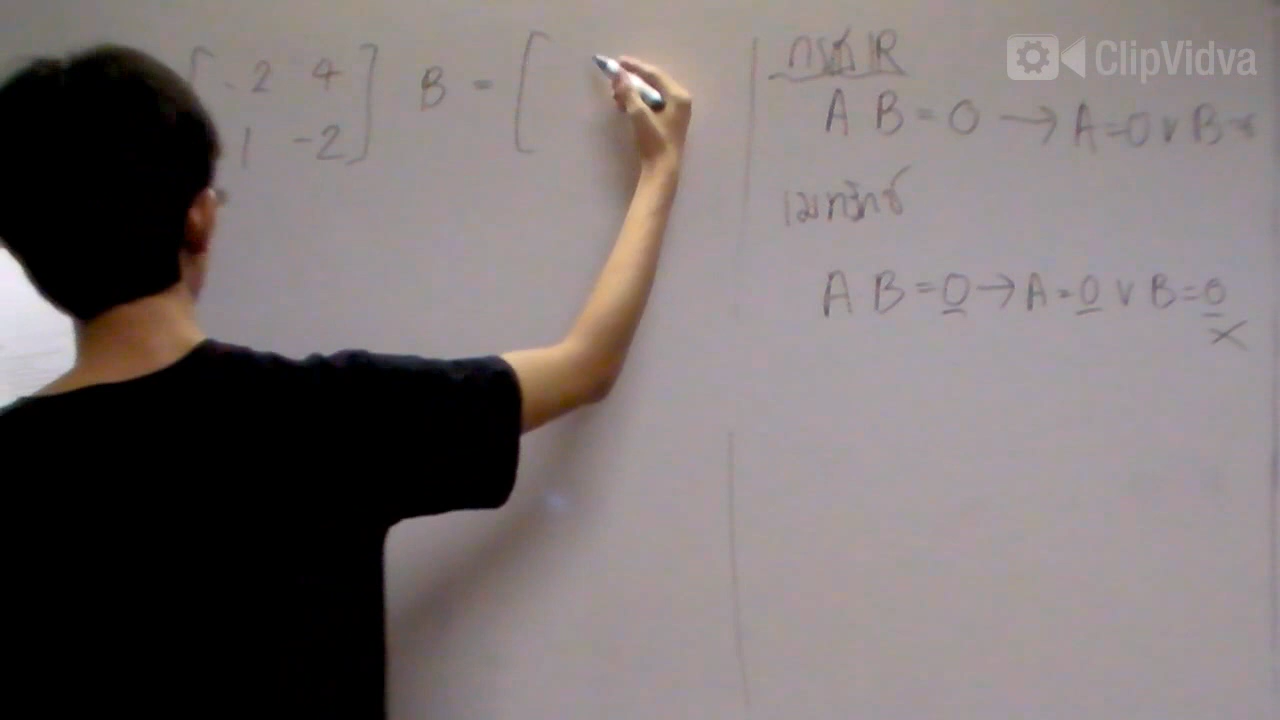 [-2 4] B = [
1 -2]
กรณี ℝ
A B = 0 → A=0 ∨ B=
เมทริกซ์
A B = 0 → A=0 ∨ B=0
×
ClipVidva